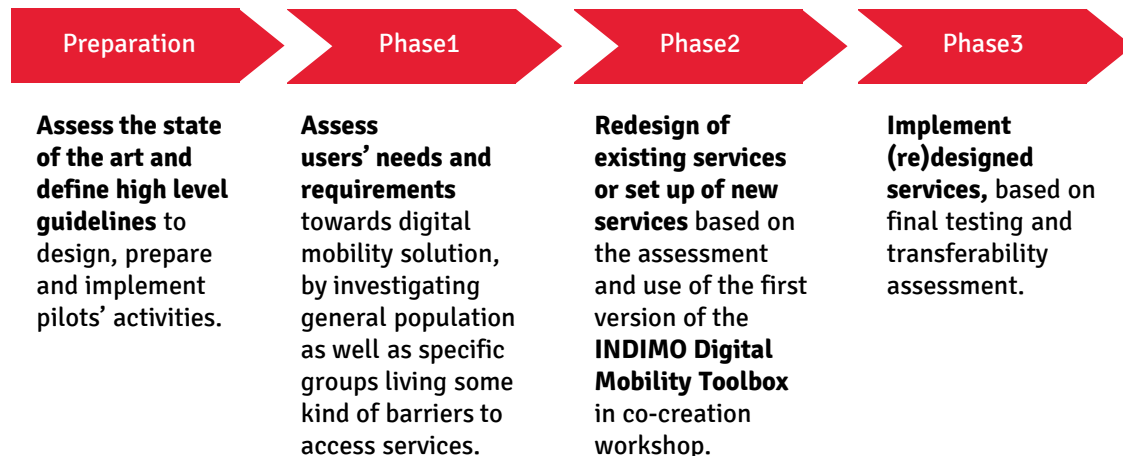 Preparation
Phase1
Phase2
Phase3
Assess the state
of the art and
define high level
guidelines to
design, prepare
and implement
pilots’ activities.
Assess
users’ needs and
requirements
towards digital
mobility solution,
by investigating
general population
as well as specific
groups living some
kind of barriers to
access services.
Redesign of
existing services
or set up of new
services based on
the assessment
and use of the first
version of the
INDIMO Digital
Mobility Toolbox
in co-creation
workshop.
Implement
(re)designed
services, based on
final testing and
transferability
assessment.